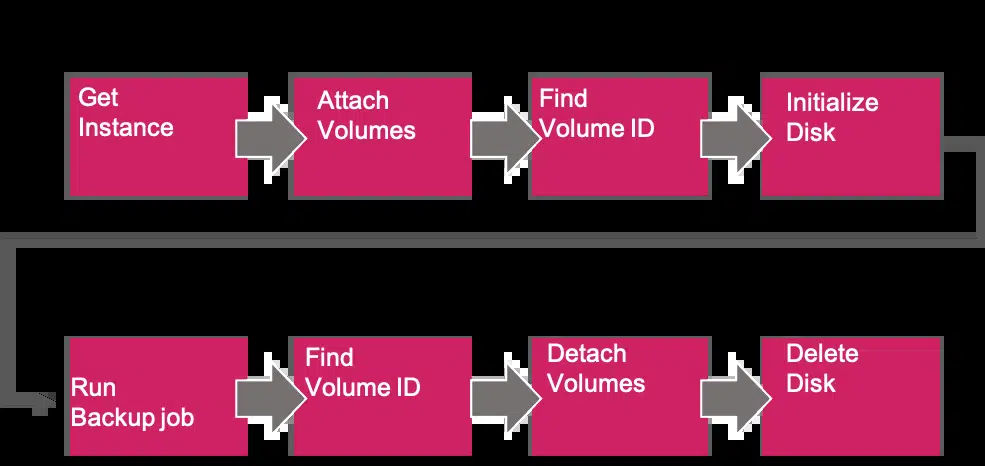 Get
Instance
Attach
Volumes
Find
Volume ID
Initialize
Disk
Run
Backup job
Find
Volume ID
Detach
Volumes
Delete
Disk